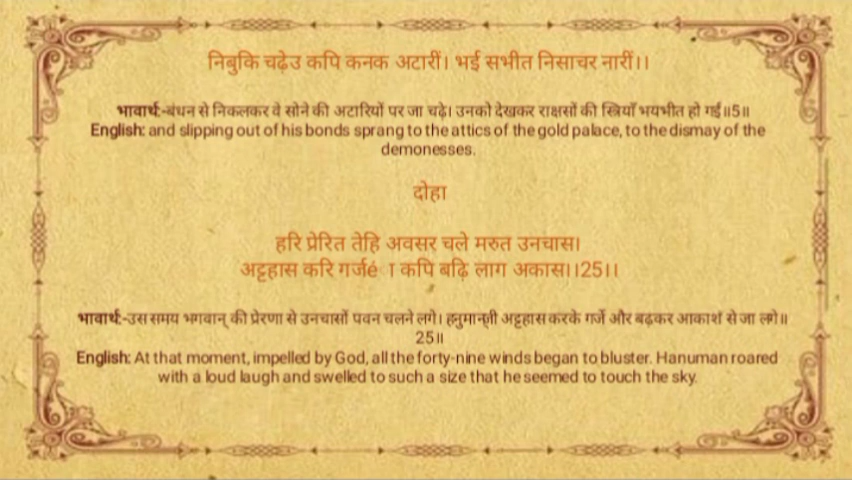 निबुकि चढ़ेउ कपि कनक अटारीं। भईं सभीत निसाचर नारीं।।
भावार्थ:-बंधन से निकलकर वे सोने की अटारियों पर जा चढ़े। उनको देखकर राक्षसों की स्त्रियाँ भयभीत हो गईं॥5॥
English: and slipping out of his bonds sprang to the attics of the gold palace, to the dismay of the
demonesses.
दोहा
हरि प्रेरित तेहि अवसर चले मरुत उनचास।
अट्टहास करि गर्जé ा कपि बढ़ि लाग अकास।।25।।
भावार्थ:-उस समय भगवान् की प्रेरणा से उनचासों पवन चलने लगे। हनुमान्जी अट्टहास करके गर्जे और बढ़कर आकाश से जा लगे॥
25॥
English: At that moment, impelled by God, all the forty-nine winds began to bluster. Hanuman roared
with a loud laugh and swelled to such a size that he seemed to touch the sky.